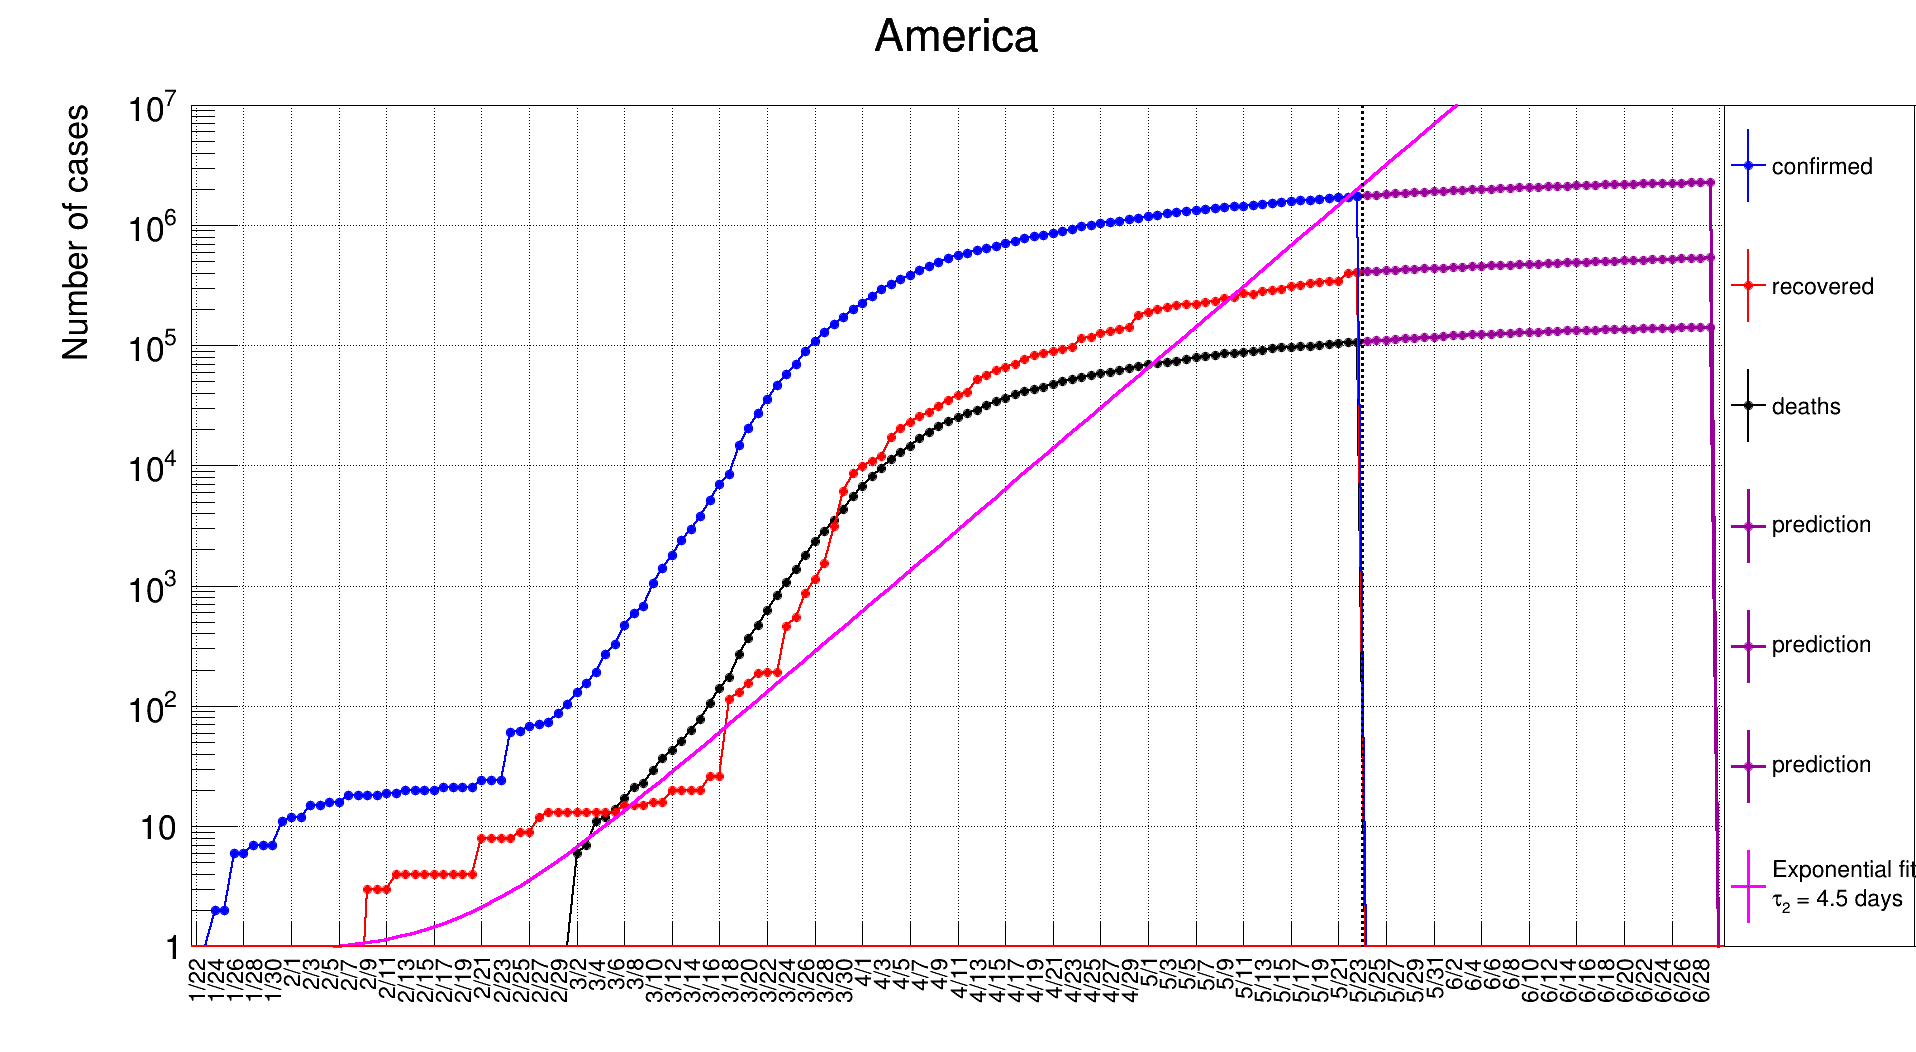 America
Number of cases
10^7
10^6
10^5
10^4
10^3
10^2
10
1
1/22 1/24 1/26 1/28 1/30 2/1 2/3 2/5 2/7 2/9 2/11 2/13 2/15 2/17 2/19 2/21 2/23 2/25 2/27 2/29 3/2 3/4 3/6 3/8 3/10 3/12 3/14 3/16 3/18 3/20 3/22 3/24 3/26 3/28 3/30 4/1 4/3 4/5 4/7 4/9 4/11 4/13 4/15 4/17 4/19 4/21 4/23 4/25 4/27 4/29 5/1 5/3 5/5 5/7 5/9 5/11 5/13 5/15 5/17 5/19 5/21 5/23 5/25 5/27 5/29 5/31 6/2 6/4 6/6 6/8 6/10 6/12 6/14 6/16 6/18 6/20 6/22 6/24 6/26 6/28
confirmed
recovered
deaths
prediction
prediction
prediction
Exponential fit
τ₂ = 4.5 days